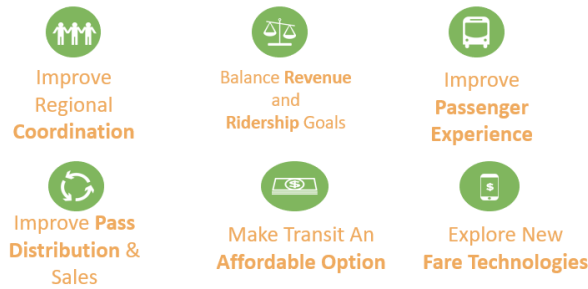 Improve
Regional
Coordination
Balance Revenue
and
Ridership Goals
Improve
Passenger
Experience
Improve Pass
Distribution &
Sales
Make Transit An
Affordable Option
Explore New
Fare Technologies